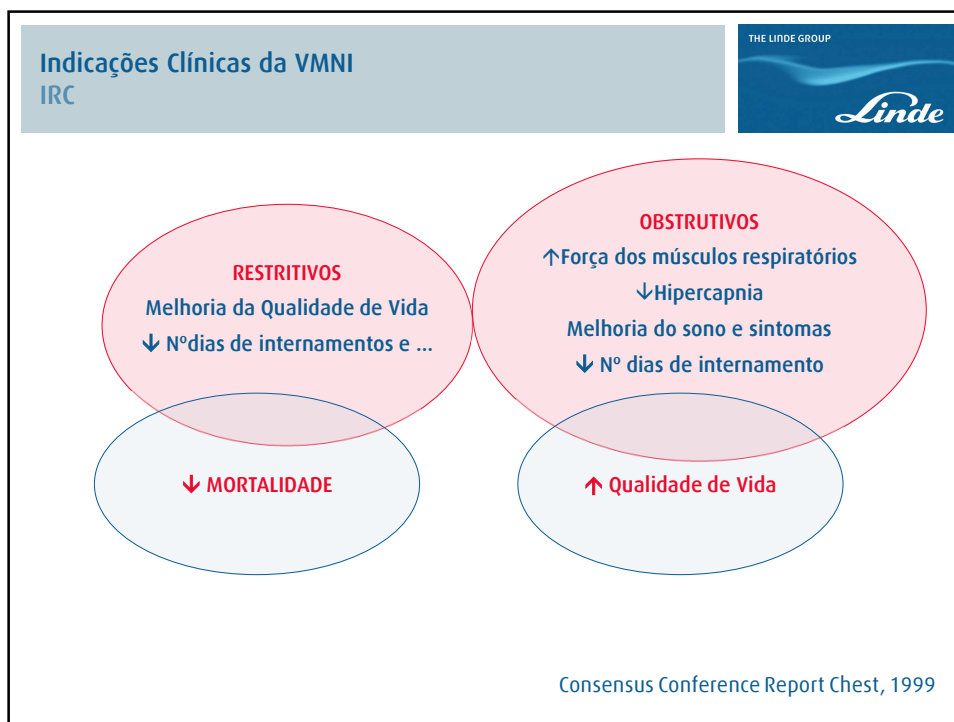 Indicações Clínicas da VMNI
IRC
THE LINDE GROUP
Linde
RESTRITIVOS
Melhoria da Qualidade de Vida
↓ Nºdias de internamentos e ...
↓ MORTALIDADE
OBSTRUTIVOS
↑Força dos músculos respiratórios
↓Hipercapnia
Melhoria do sono e sintomas
↓ Nº dias de internamento
↑ Qualidade de Vida
Consensus Conference Report Chest, 1999